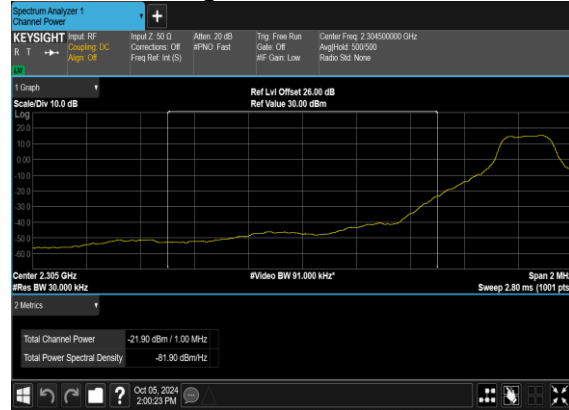 Spectrum Analyzer 1
Channel Power
+
KEYSIGHT Input: RF Input Z: 50 Ω Atten: 20 dB Trig: Free Run Center Freq: 2.304500000 GHz
R T Coupling: DC Corrections: Off #PNO: Fast Gate: Off Avg|Hold: 500/500
Align: Off Freq Ref: Int (S) #IF Gain: Low Radio Std: None
LNI
1 Graph Ref Lvl Offset 26.00 dB
Scale/Div 10.0 dB Ref Value 30.00 dBm
Log
20.0
10.0
0.00
-10.0
-20.0
-30.0
-40.0
-50.0
-60.0
Center 2.305 GHz #Video BW 91.000 kHz* Span 2 MH
#Res BW 30.000 kHz Sweep 2.80 ms (1001 pts
2 Metrics
Total Channel Power -21.90 dBm / 1.00 MHz
Total Power Spectral Density -81.90 dBm/Hz
? Oct 05, 2024
2:00:23 PM